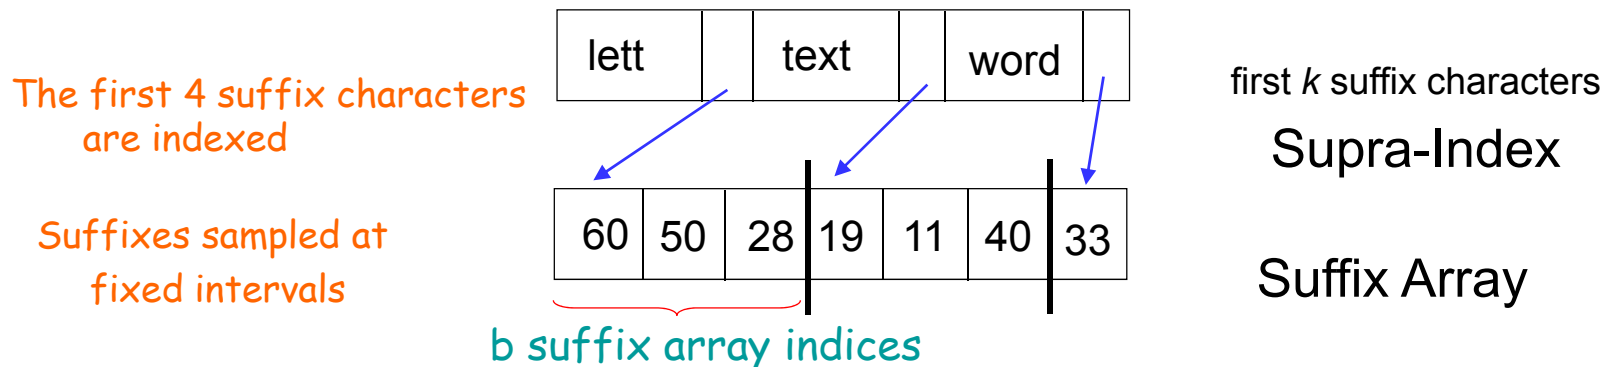 lett text word
The first 4 suffix characters
are indexed
first k suffix characters
Supra-Index
Suffixes sampled at
fixed intervals
60 50 28 19 11 40 33
Suffix Array
b suffix array indices